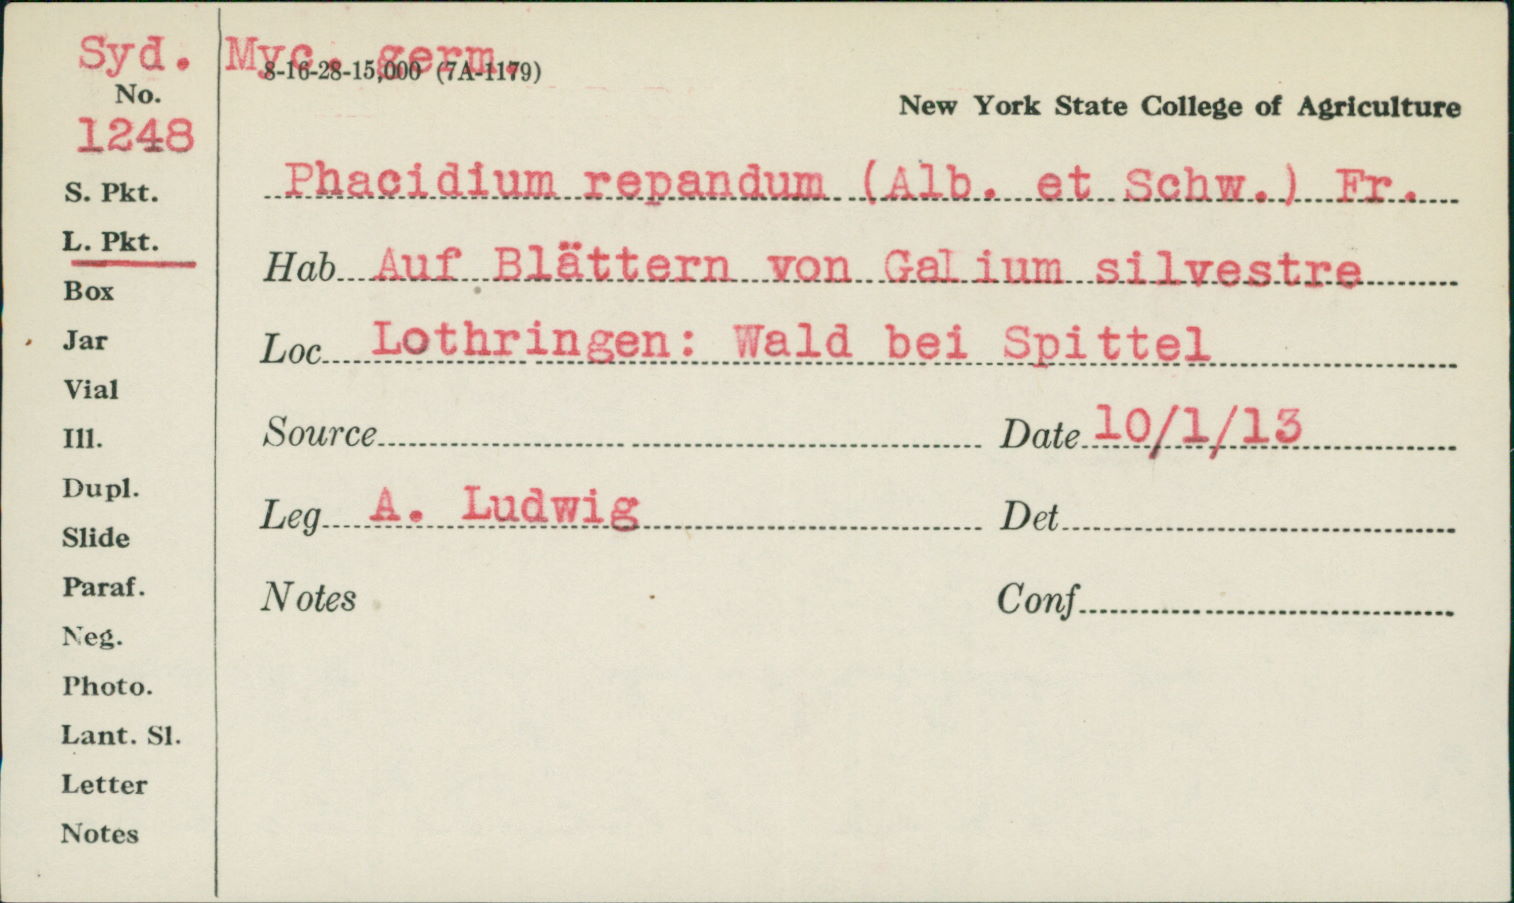 Syd. Myc. germ.
8-16-28-15,000 (7A-1179)
No.
1248
New York State College of Agriculture
S. Pkt.
Phacidium repandum (Alb. et Schw.) Fr.
L. Pkt.
Hab Auf Blättern von Galium silvestre
Box
Jar
Loc Lothringen: Wald bei Spittel
Vial
Ill.
Source Date 10/1/13
Dupl.
Leg A. Ludwig Det
Slide
Paraf.
Notes Conf
Neg.
Photo.
Lant. Sl.
Letter
Notes